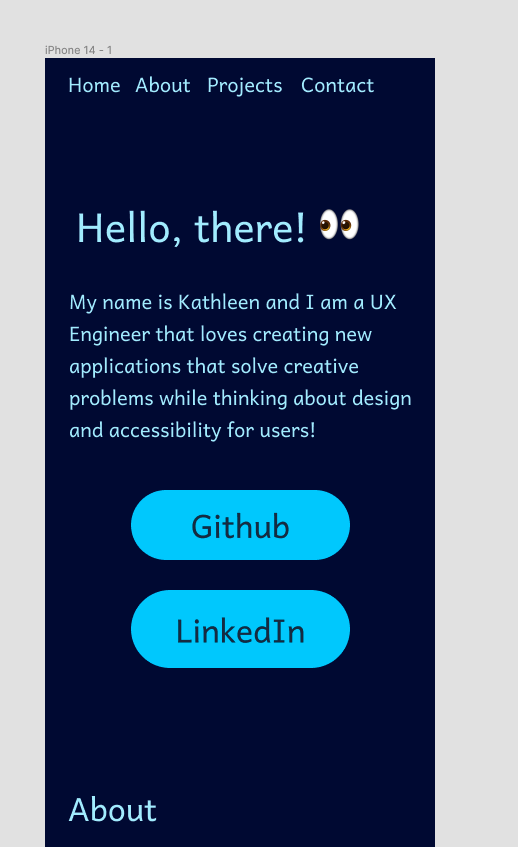 iPhone 14 - 1
Home About Projects Contact
Hello, there! 👀
My name is Kathleen and I am a UX
Engineer that loves creating new
applications that solve creative
problems while thinking about design
and accessibility for users!
Github
LinkedIn
About